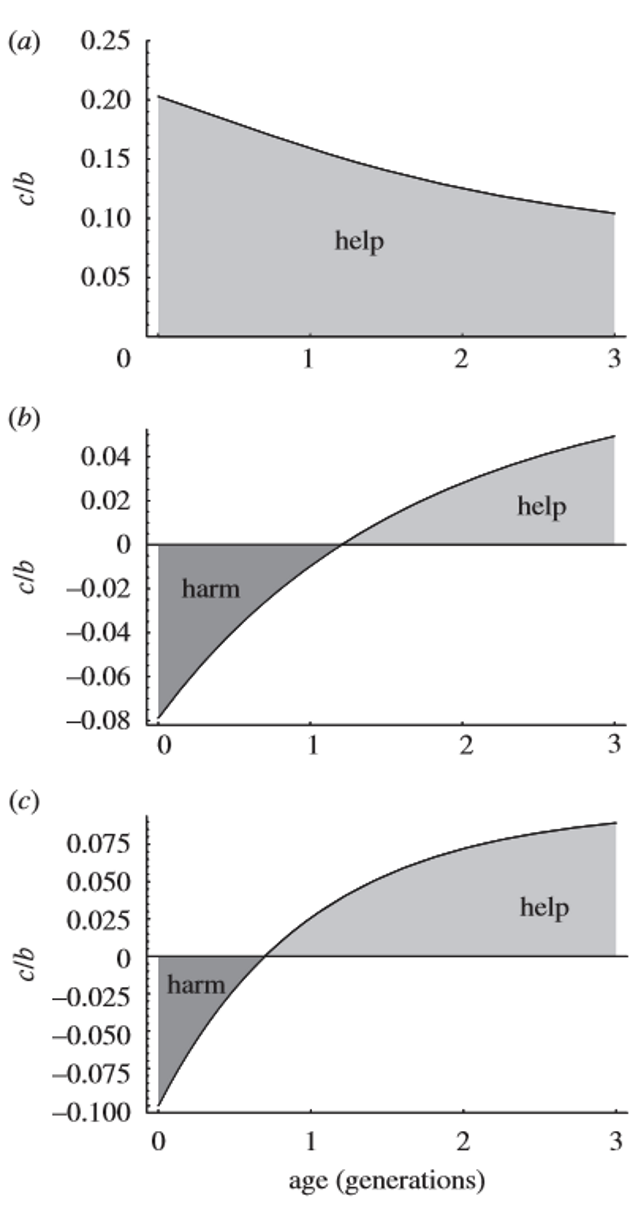 (a)
0.25
0.20
0.15
0.10
0.05
0
c/b
help
1 2 3
(b)
0.04
0.02
0
–0.02
–0.04
–0.06
–0.08
c/b
help
harm
0 1 2 3
(c)
0.075
0.050
0.025
0
–0.025
–0.050
–0.075
–0.100
c/b
help
harm
0 1 2 3
age (generations)